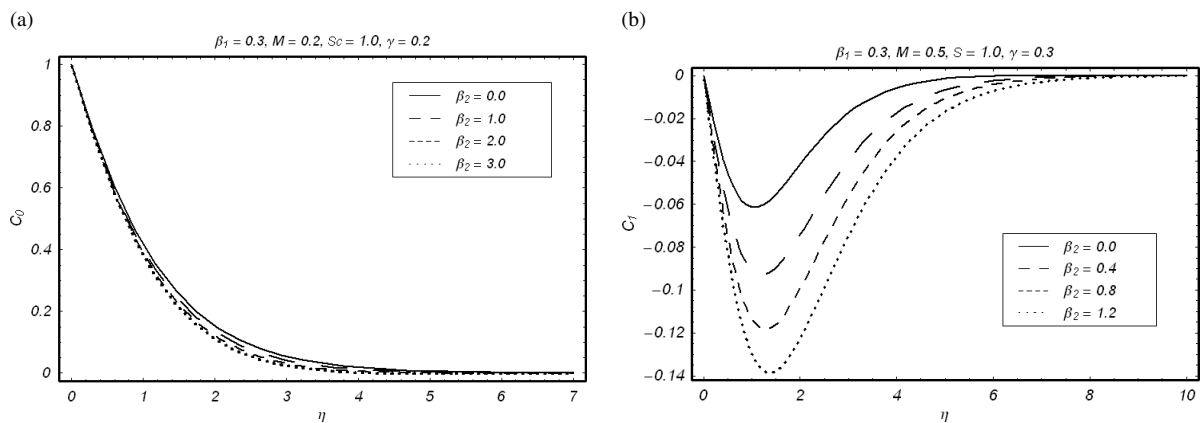 (a)
β1 = 0.3, M = 0.2, Sc = 1.0, γ = 0.2
1
0.8
0.6
0.4
0.2
0
C0
β2 = 0.0
β2 = 1.0
β2 = 2.0
β2 = 3.0
0 1 2 3 4 5 6 7
η
(b)
β1 = 0.3, M = 0.5, S = 1.0, γ = 0.3
0
−0.02
−0.04
−0.06
−0.08
−0.1
−0.12
−0.14
C1
β2 = 0.0
β2 = 0.4
β2 = 0.8
β2 = 1.2
0 2 4 6 8 10
η